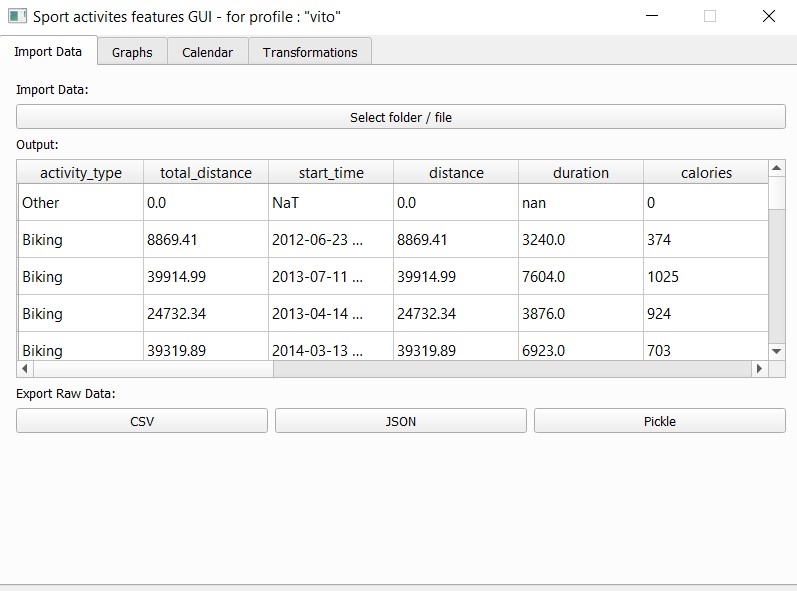 Sport activites features GUI - for profile : "vito"
Import Data Graphs Calendar Transformations
Import Data:
Select folder / file
Output:
activity_type total_distance start_time distance duration calories
Other 0.0 NaT 0.0 nan 0
Biking 8869.41 2012-06-23 ... 8869.41 3240.0 374
Biking 39914.99 2013-07-11 ... 39914.99 7604.0 1025
Biking 24732.34 2013-04-14 ... 24732.34 3876.0 924
Biking 39319.89 2014-03-13 ... 39319.89 6923.0 703
Export Raw Data:
CSV JSON Pickle